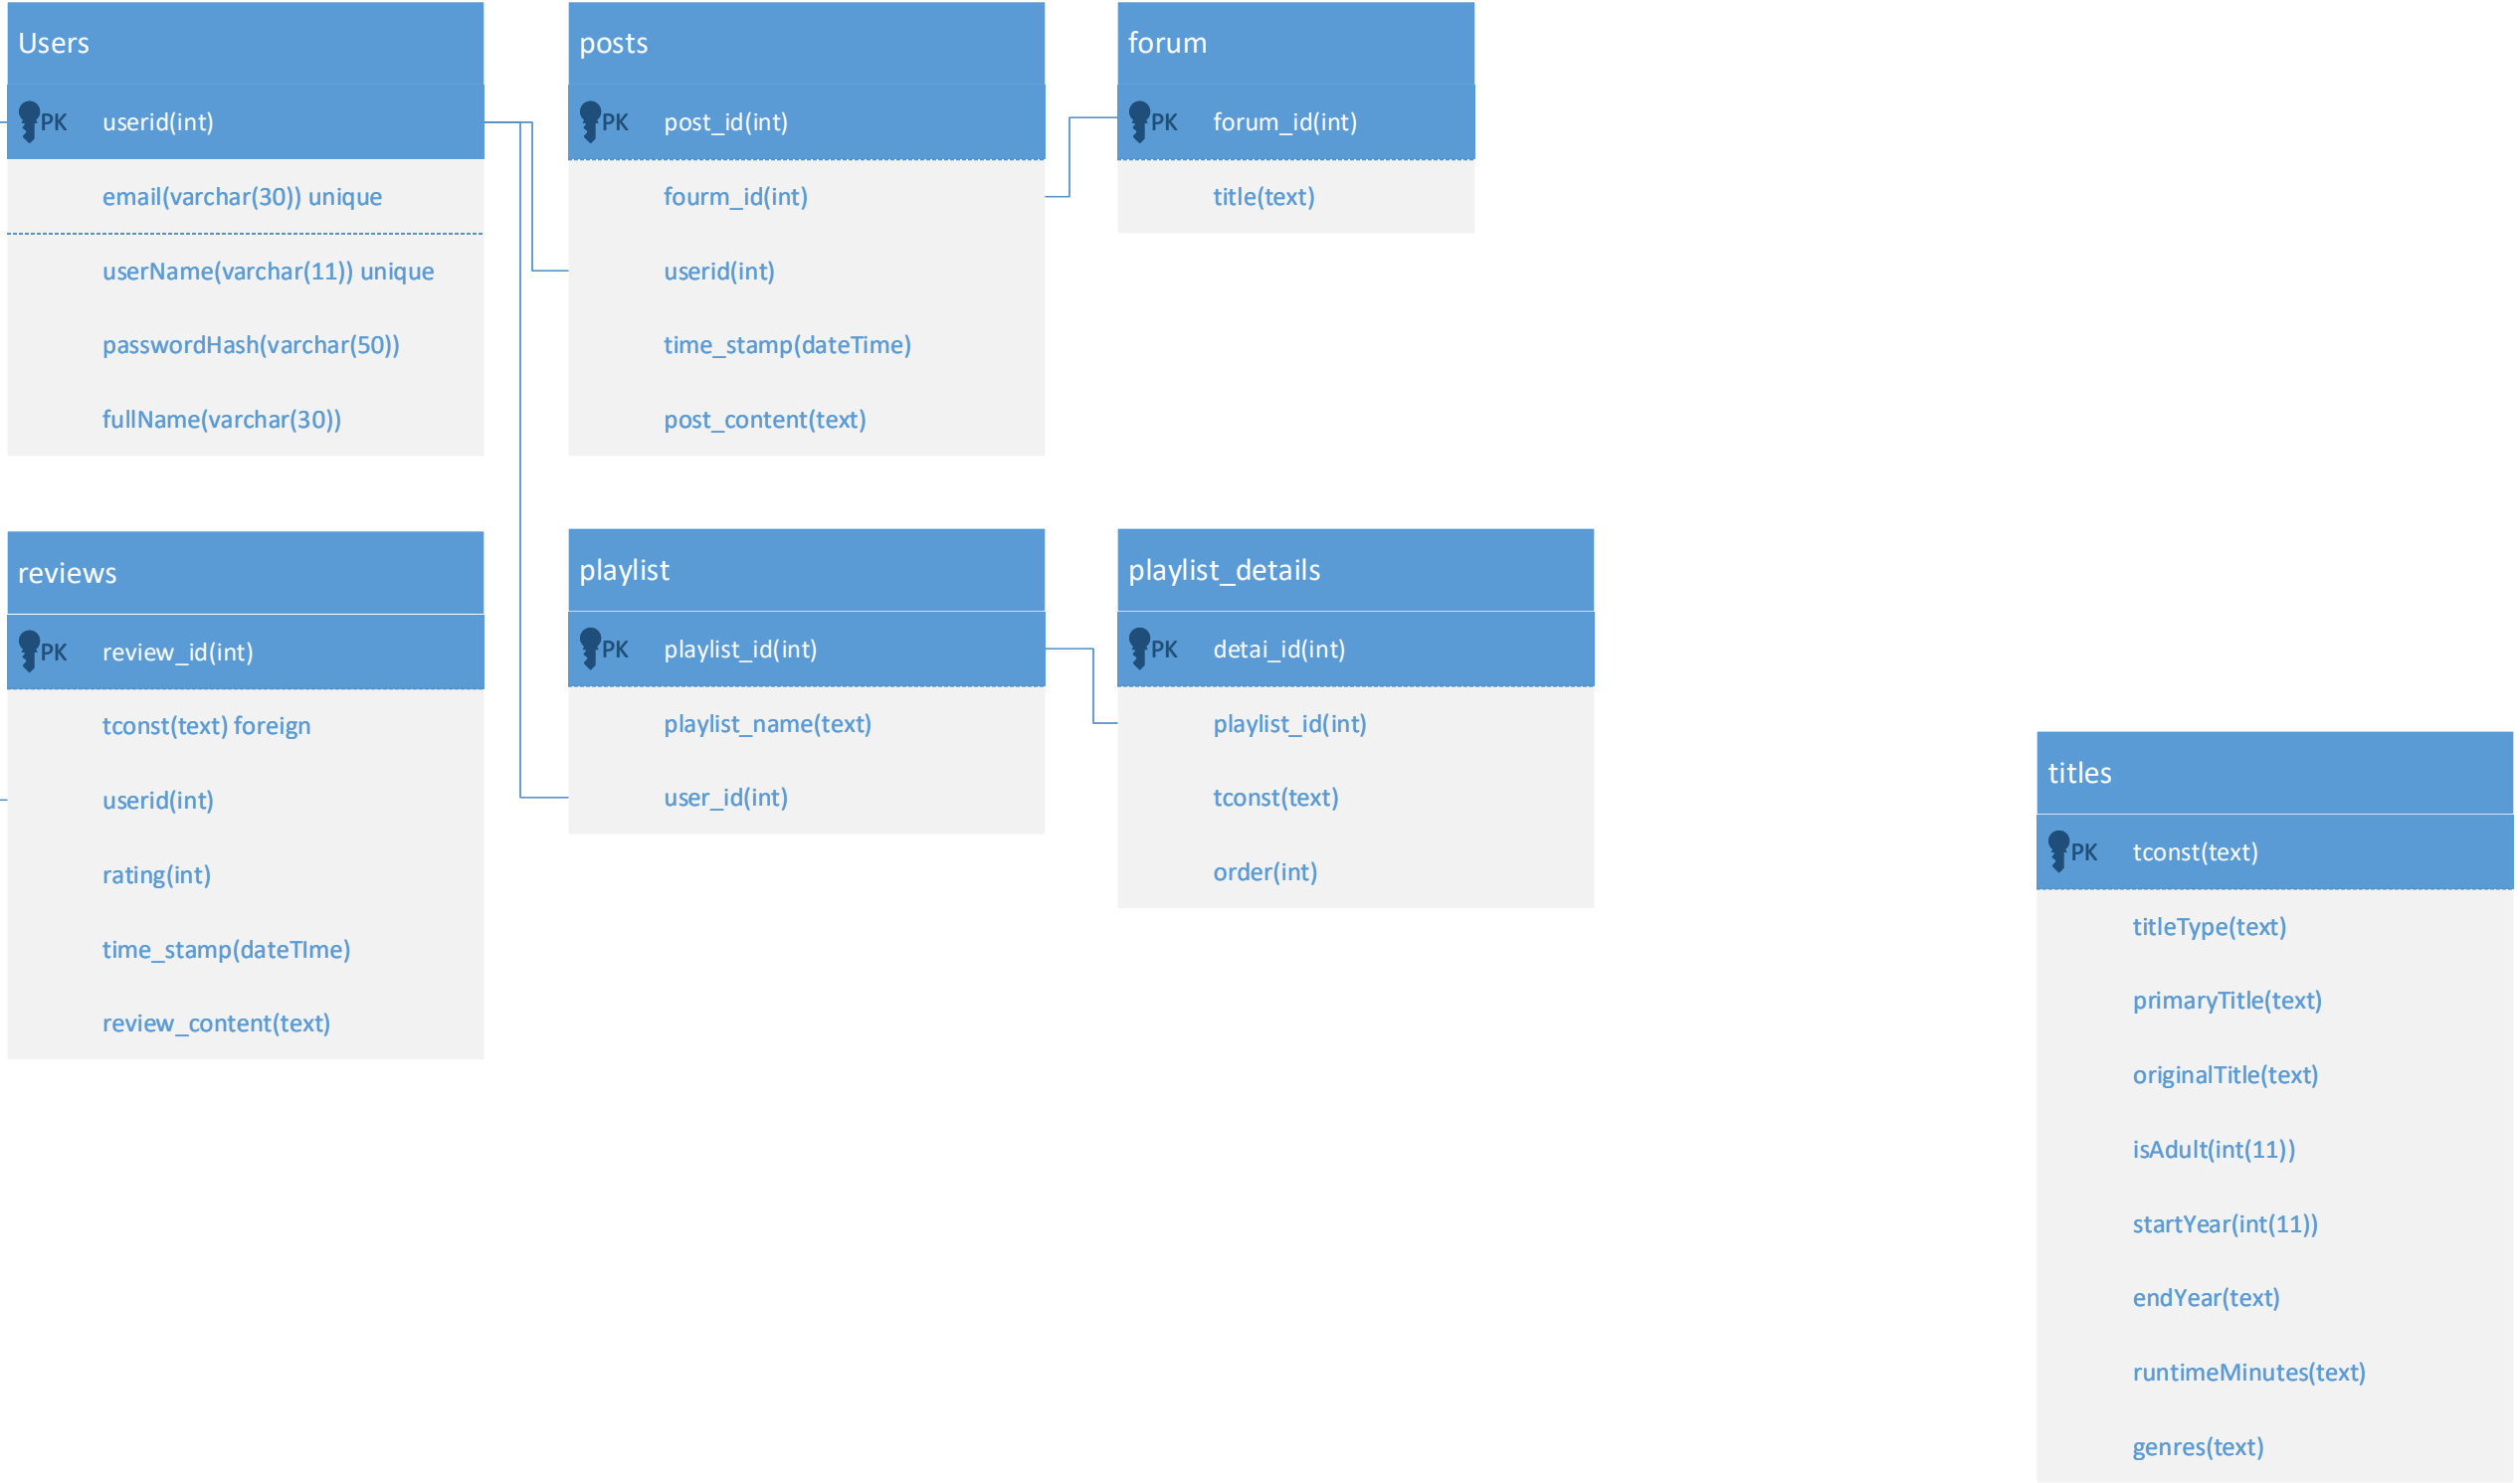 Users
PK userid(int)
email(varchar(30)) unique
userName(varchar(11)) unique
passwordHash(varchar(50))
fullName(varchar(30))
posts
PK post_id(int)
fourm_id(int)
userid(int)
time_stamp(dateTime)
post_content(text)
forum
PK forum_id(int)
title(text)
reviews
PK review_id(int)
tconst(text) foreign
userid(int)
rating(int)
time_stamp(dateTIme)
review_content(text)
playlist
PK playlist_id(int)
playlist_name(text)
user_id(int)
playlist_details
PK detai_id(int)
playlist_id(int)
tconst(text)
order(int)
titles
PK tconst(text)
titleType(text)
primaryTitle(text)
originalTitle(text)
isAdult(int(11))
startYear(int(11))
endYear(text)
runtimeMinutes(text)
genres(text)